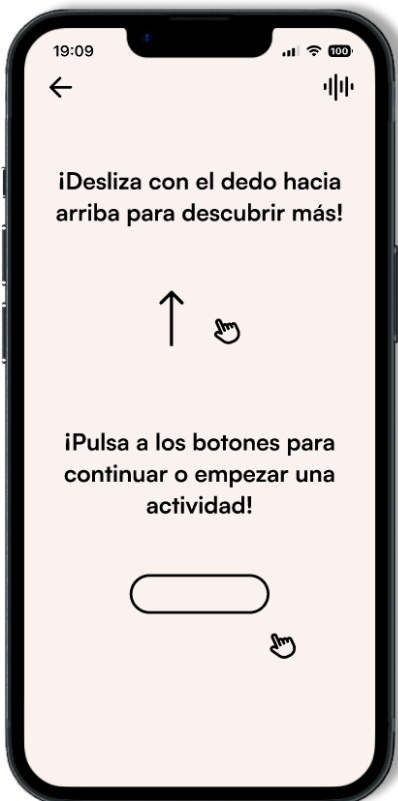 19:09
100
¡Desliza con el dedo hacia
arriba para descubrir más!
¡Pulsa a los botones para
continuar o empezar una
actividad!